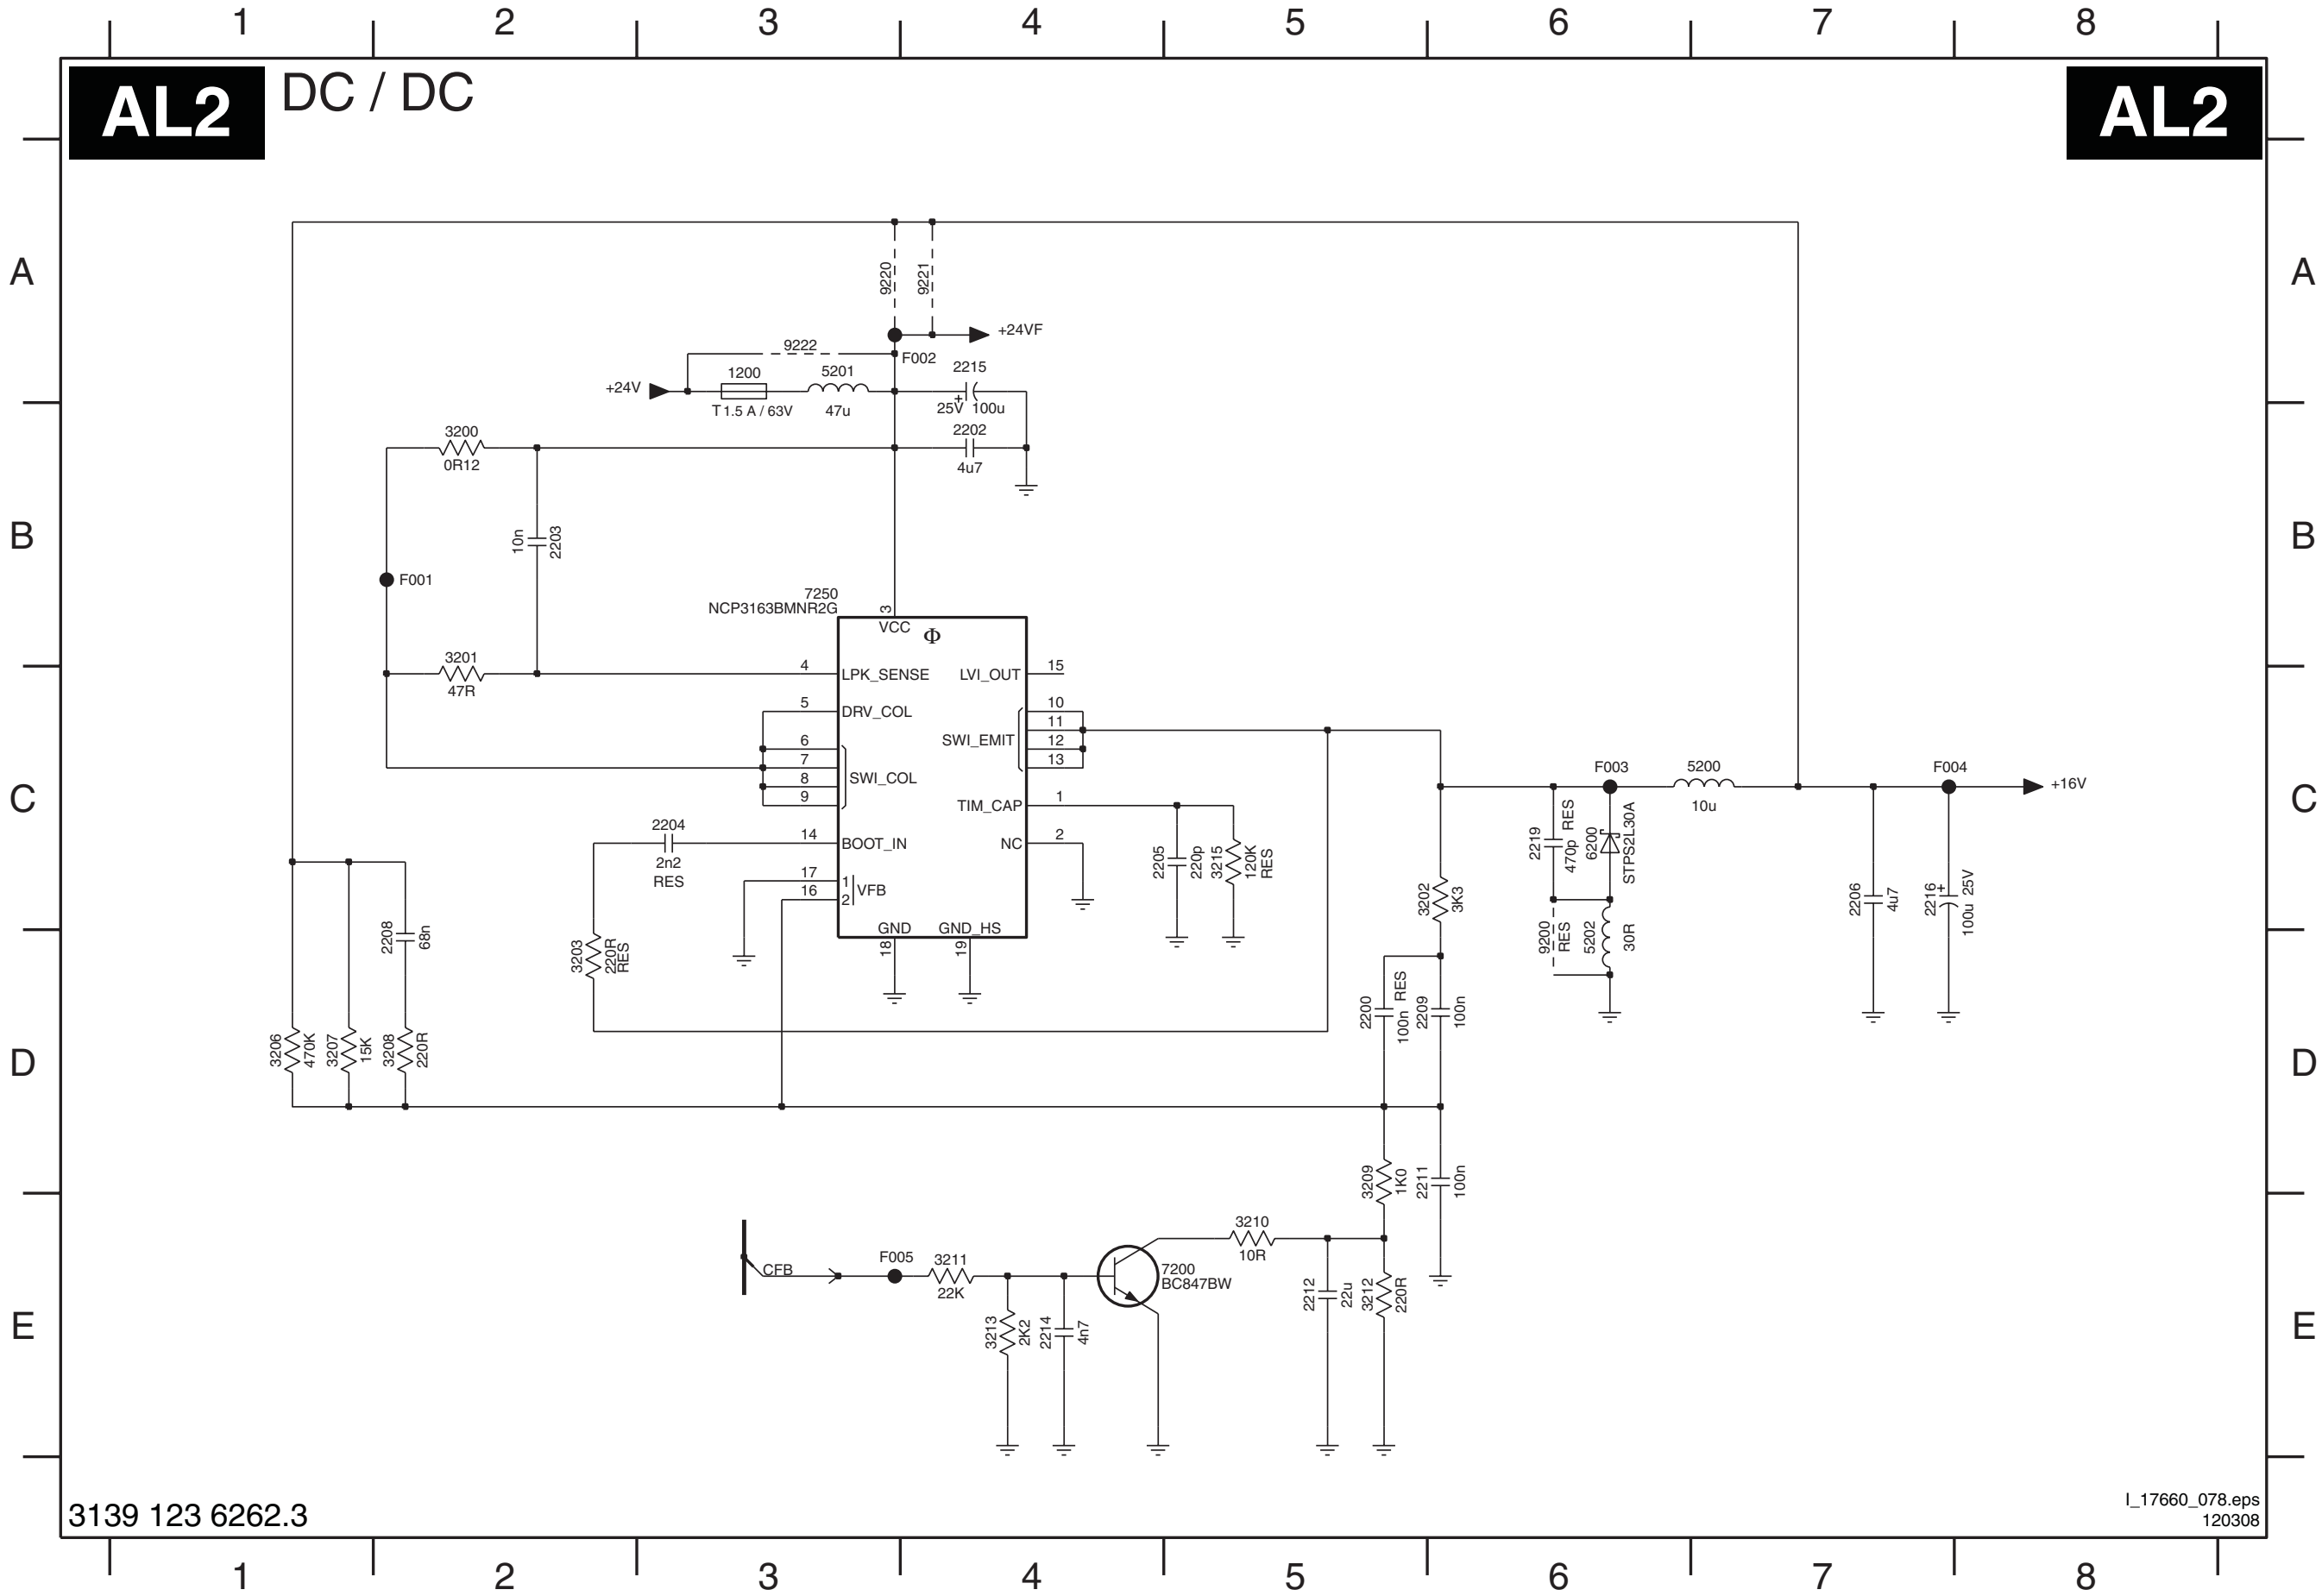 1 2 3 4 5 6 7 8
AL2 DC / DC AL2
A A
9220 9221
+24VF
9222 F002
+24V 1200 5201 2215
T 1.5 A / 63V 47u 25V + 100u
3200 2202
0R12 4u7
B B
10n 2203
F001
7250
NCP3163BMNR2G
3
VCC Φ
3201 4 LPK_SENSE LVI_OUT 15
47R
5 DRV_COL 10
11
6 SWI_EMIT 12
7 13
8 SWI_COL
9 TIM_CAP 1
F003 5200 F004
+16V
10u
C C
2204 14 BOOT_IN NC 2
2n2
RES
17 1
16 2 VFB
GND GND_HS
18 19
2205 220p 3215 120K RES
3202 3K3
2219 470p RES 6200 STPS2L30A
9200 RES 5202 30R
2206 4u7 2216 + 100u 25V
2208 68n
3203 220R RES
2200 100n RES 2209 100n
D D
3206 470K 3207 15K 3208 220R
3209 1K0 2211 100n
CFB F005 3211
22K
7200
BC847BW
3210
10R
E E
3213 2K2 2214 4n7
2212 22u 3212 220R
3139 123 6262.3
I_17660_078.eps
120308
1 2 3 4 5 6 7 8